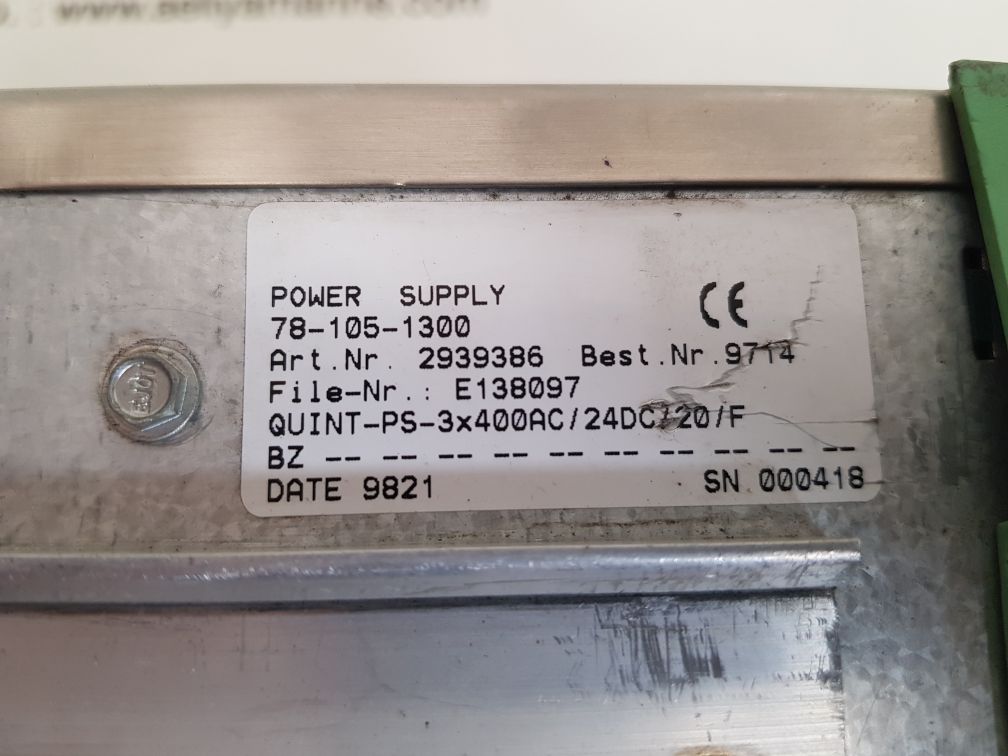 POWER SUPPLY
78-105-1300
Art.Nr. 2939386 Best.Nr.9714
File-Nr.: E138097
QUINT-PS-3x400AC/24DC/20/F
BZ -- -- -- -- -- -- -- -- -- --
DATE 9821 SN 000418
CE